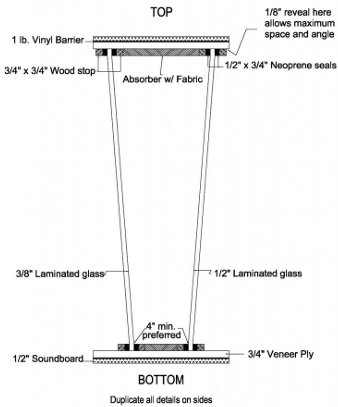 TOP
1/8" reveal here
allows maximum
space and angle
1 lb. Vinyl Barrier
3/4" x 3/4" Wood stop
Absorber w/ Fabric
1/2" x 3/4" Neoprene seals
3/8" Laminated glass
1/2" Laminated glass
4" min.
preferred
3/4" Veneer Ply
1/2" Soundboard
BOTTOM
Duplicate all details on sides